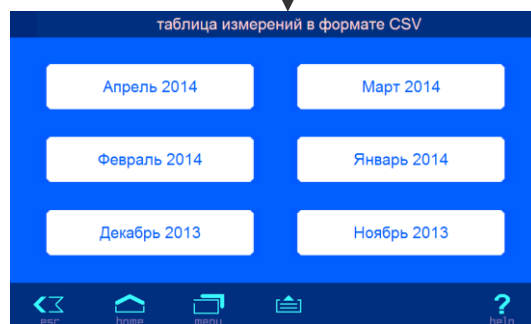 таблица измерений в формате CSV
Апрель 2014
Март 2014
Февраль 2014
Январь 2014
Декабрь 2013
Ноябрь 2013
esc
home
menu
help